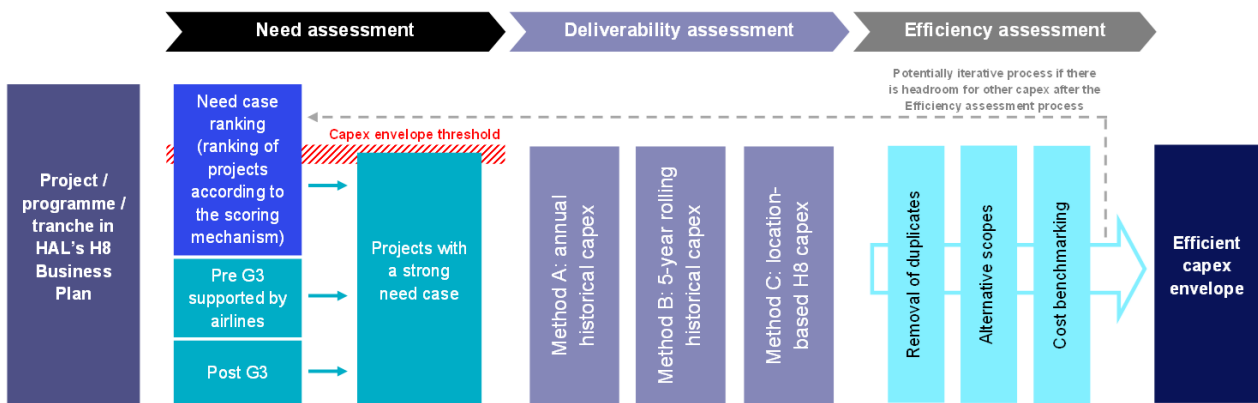 Need assessment
Deliverability assessment
Efficiency assessment
Potentially iterative process if there
is headroom for other capex after the
Efficiency assessment process
Project /
programme /
tranche in
HAL's H8
Business
Plan
Need case
ranking
(ranking of
projects
according to
the scoring
mechanism)
Pre G3
supported by
airlines
Post G3
Capex envelope threshold
Projects with
a strong
need case
Method A: annual
historical capex
Method B: 5-year rolling
historical capex
Method C: location-
based H8 capex
Removal of duplicates
Alternative scopes
Cost benchmarking
Efficient
capex
envelope